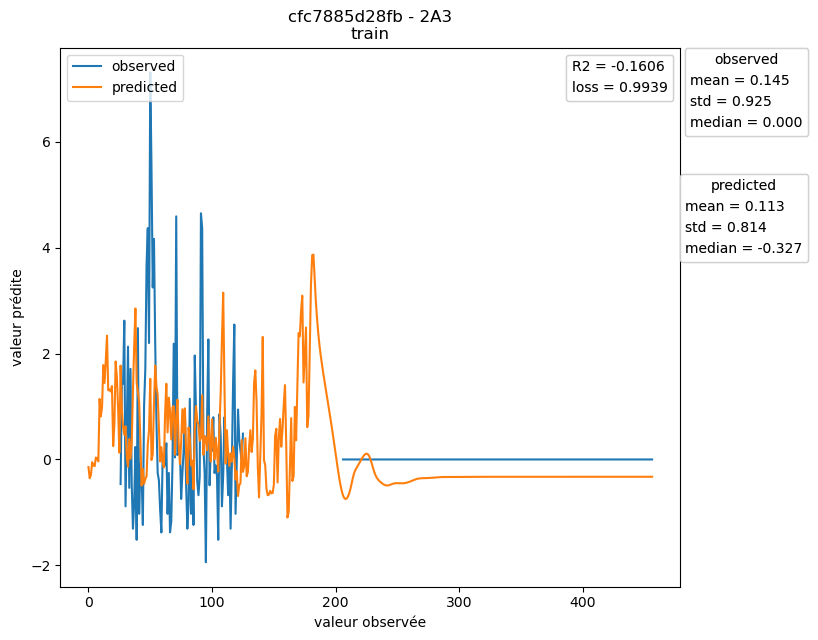 cfc7885d28fb - 2A3
train
observed
predicted
R2 = -0.1606
loss = 0.9939
observed
mean = 0.145
std = 0.925
median = 0.000
predicted
mean = 0.113
std = 0.814
median = -0.327
valeur prédite
6
4
2
0
−2
0 100 200 300 400
valeur observée